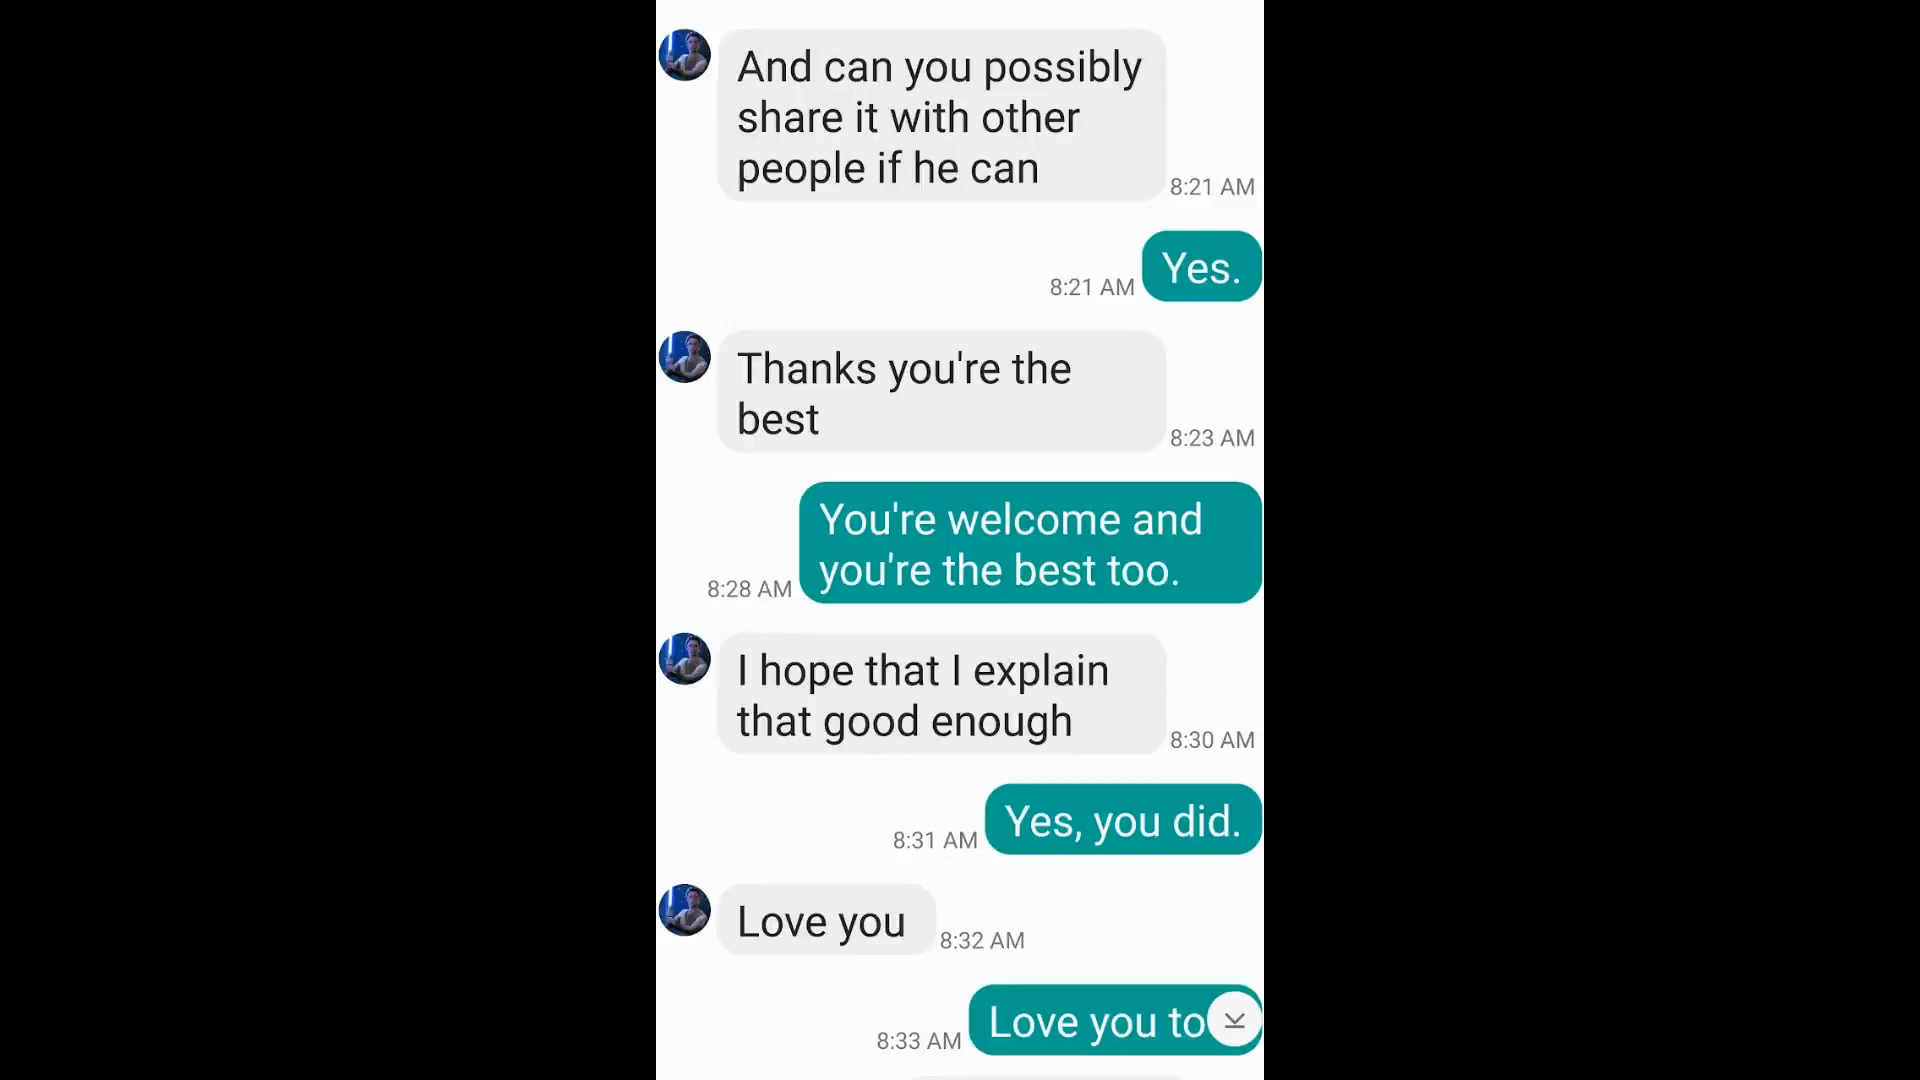 And can you possibly
share it with other
people if he can
8:21 AM
Yes.
8:21 AM
Thanks you're the
best
8:23 AM
You're welcome and
you're the best too.
8:28 AM
I hope that I explain
that good enough
8:30 AM
Yes, you did.
8:31 AM
Love you
8:32 AM
Love you to
8:33 AM